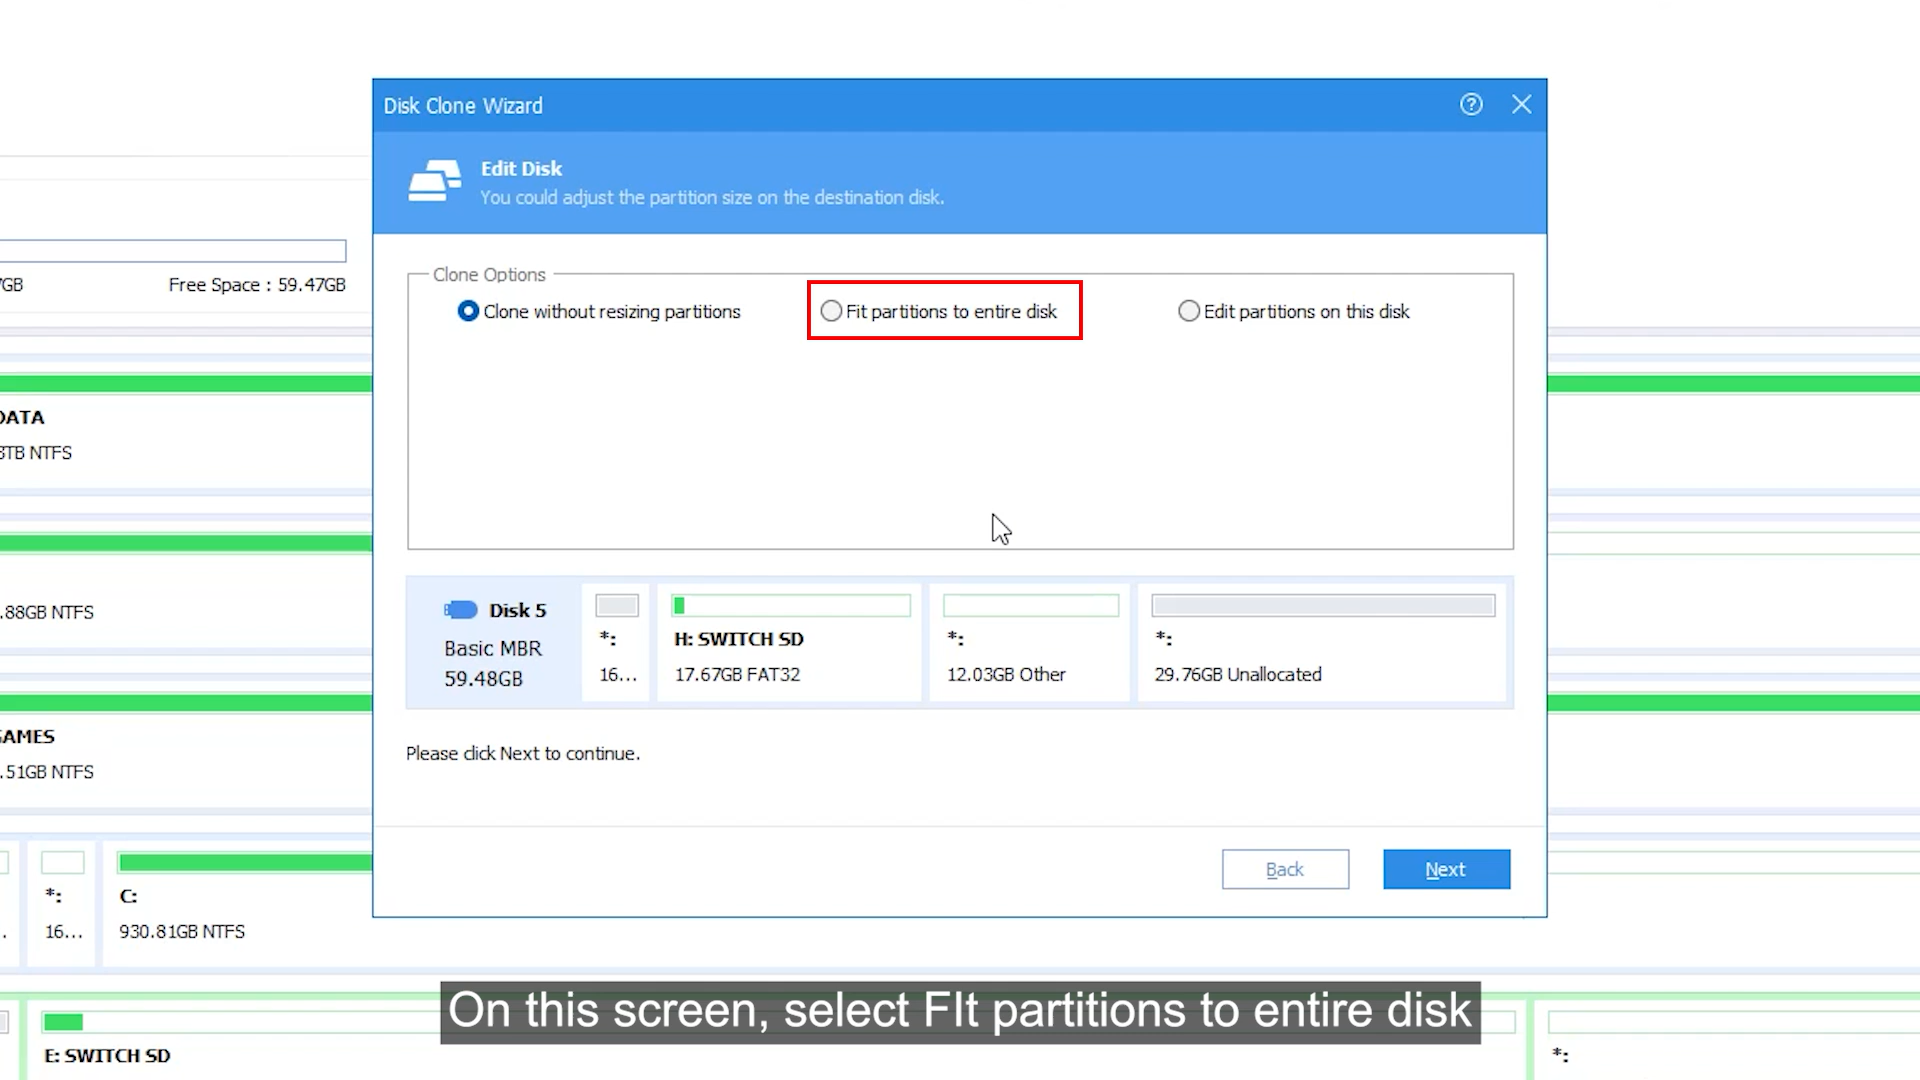 Disk Clone Wizard
Edit Disk
You could adjust the partition size on the destination disk.
Free Space : 59.47GB
Clone Options
Clone without resizing partitions
Fit partitions to entire disk
Edit partitions on this disk
DATA
3TB NTFS
.88GB NTFS
Disk 5
Basic MBR
59.48GB
*:
16...
H: SWITCH SD
17.67GB FAT32
*:
12.03GB Other
*:
29.76GB Unallocated
GAMES
.51GB NTFS
Please click Next to continue.
Back
Next
*:
16...
C:
930.81GB NTFS
On this screen, select FIt partitions to entire disk
E: SWITCH SD
*: